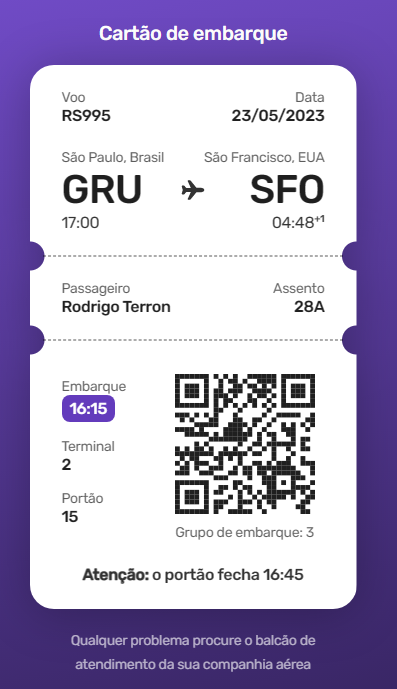 Cartão de embarque
Voo Data
RS995 23/05/2023
São Paulo, Brasil São Francisco, EUA
GRU SFO
17:00 04:48+1
Passageiro Assento
Rodrigo Terron 28A
Embarque
16:15
Terminal
2
Portão
15
Grupo de embarque: 3
Atenção: o portão fecha 16:45
Qualquer problema procure o balcão de
atendimento da sua companhia aérea